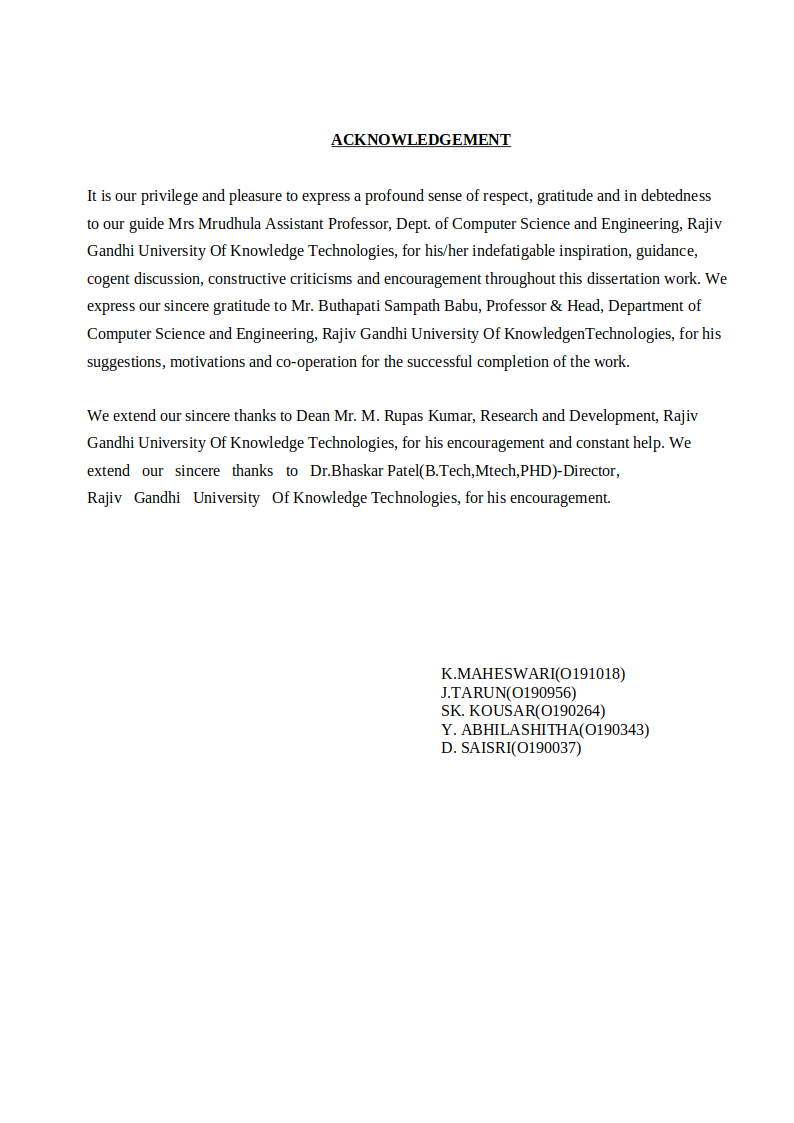 ACKNOWLEDGEMENT
It is our privilege and pleasure to express a profound sense of respect, gratitude and in debtedness
to our guide Mrs Mrudhula Assistant Professor, Dept. of Computer Science and Engineering, Rajiv
Gandhi University Of Knowledge Technologies, for his/her indefatigable inspiration, guidance,
cogent discussion, constructive criticisms and encouragement throughout this dissertation work. We
express our sincere gratitude to Mr. Buthapati Sampath Babu, Professor & Head, Department of
Computer Science and Engineering, Rajiv Gandhi University Of KnowledgenTechnologies, for his
suggestions, motivations and co-operation for the successful completion of the work.
We extend our sincere thanks to Dean Mr. M. Rupas Kumar, Research and Development, Rajiv
Gandhi University Of Knowledge Technologies, for his encouragement and constant help. We
extend our sincere thanks to Dr.Bhaskar Patel(B.Tech,Mtech,PHD)-Director,
Rajiv Gandhi University Of Knowledge Technologies, for his encouragement.
K.MAHESWARI(O191018)
J.TARUN(O190956)
SK. KOUSAR(O190264)
Y. ABHILASHITHA(O190343)
D. SAISRI(O190037)